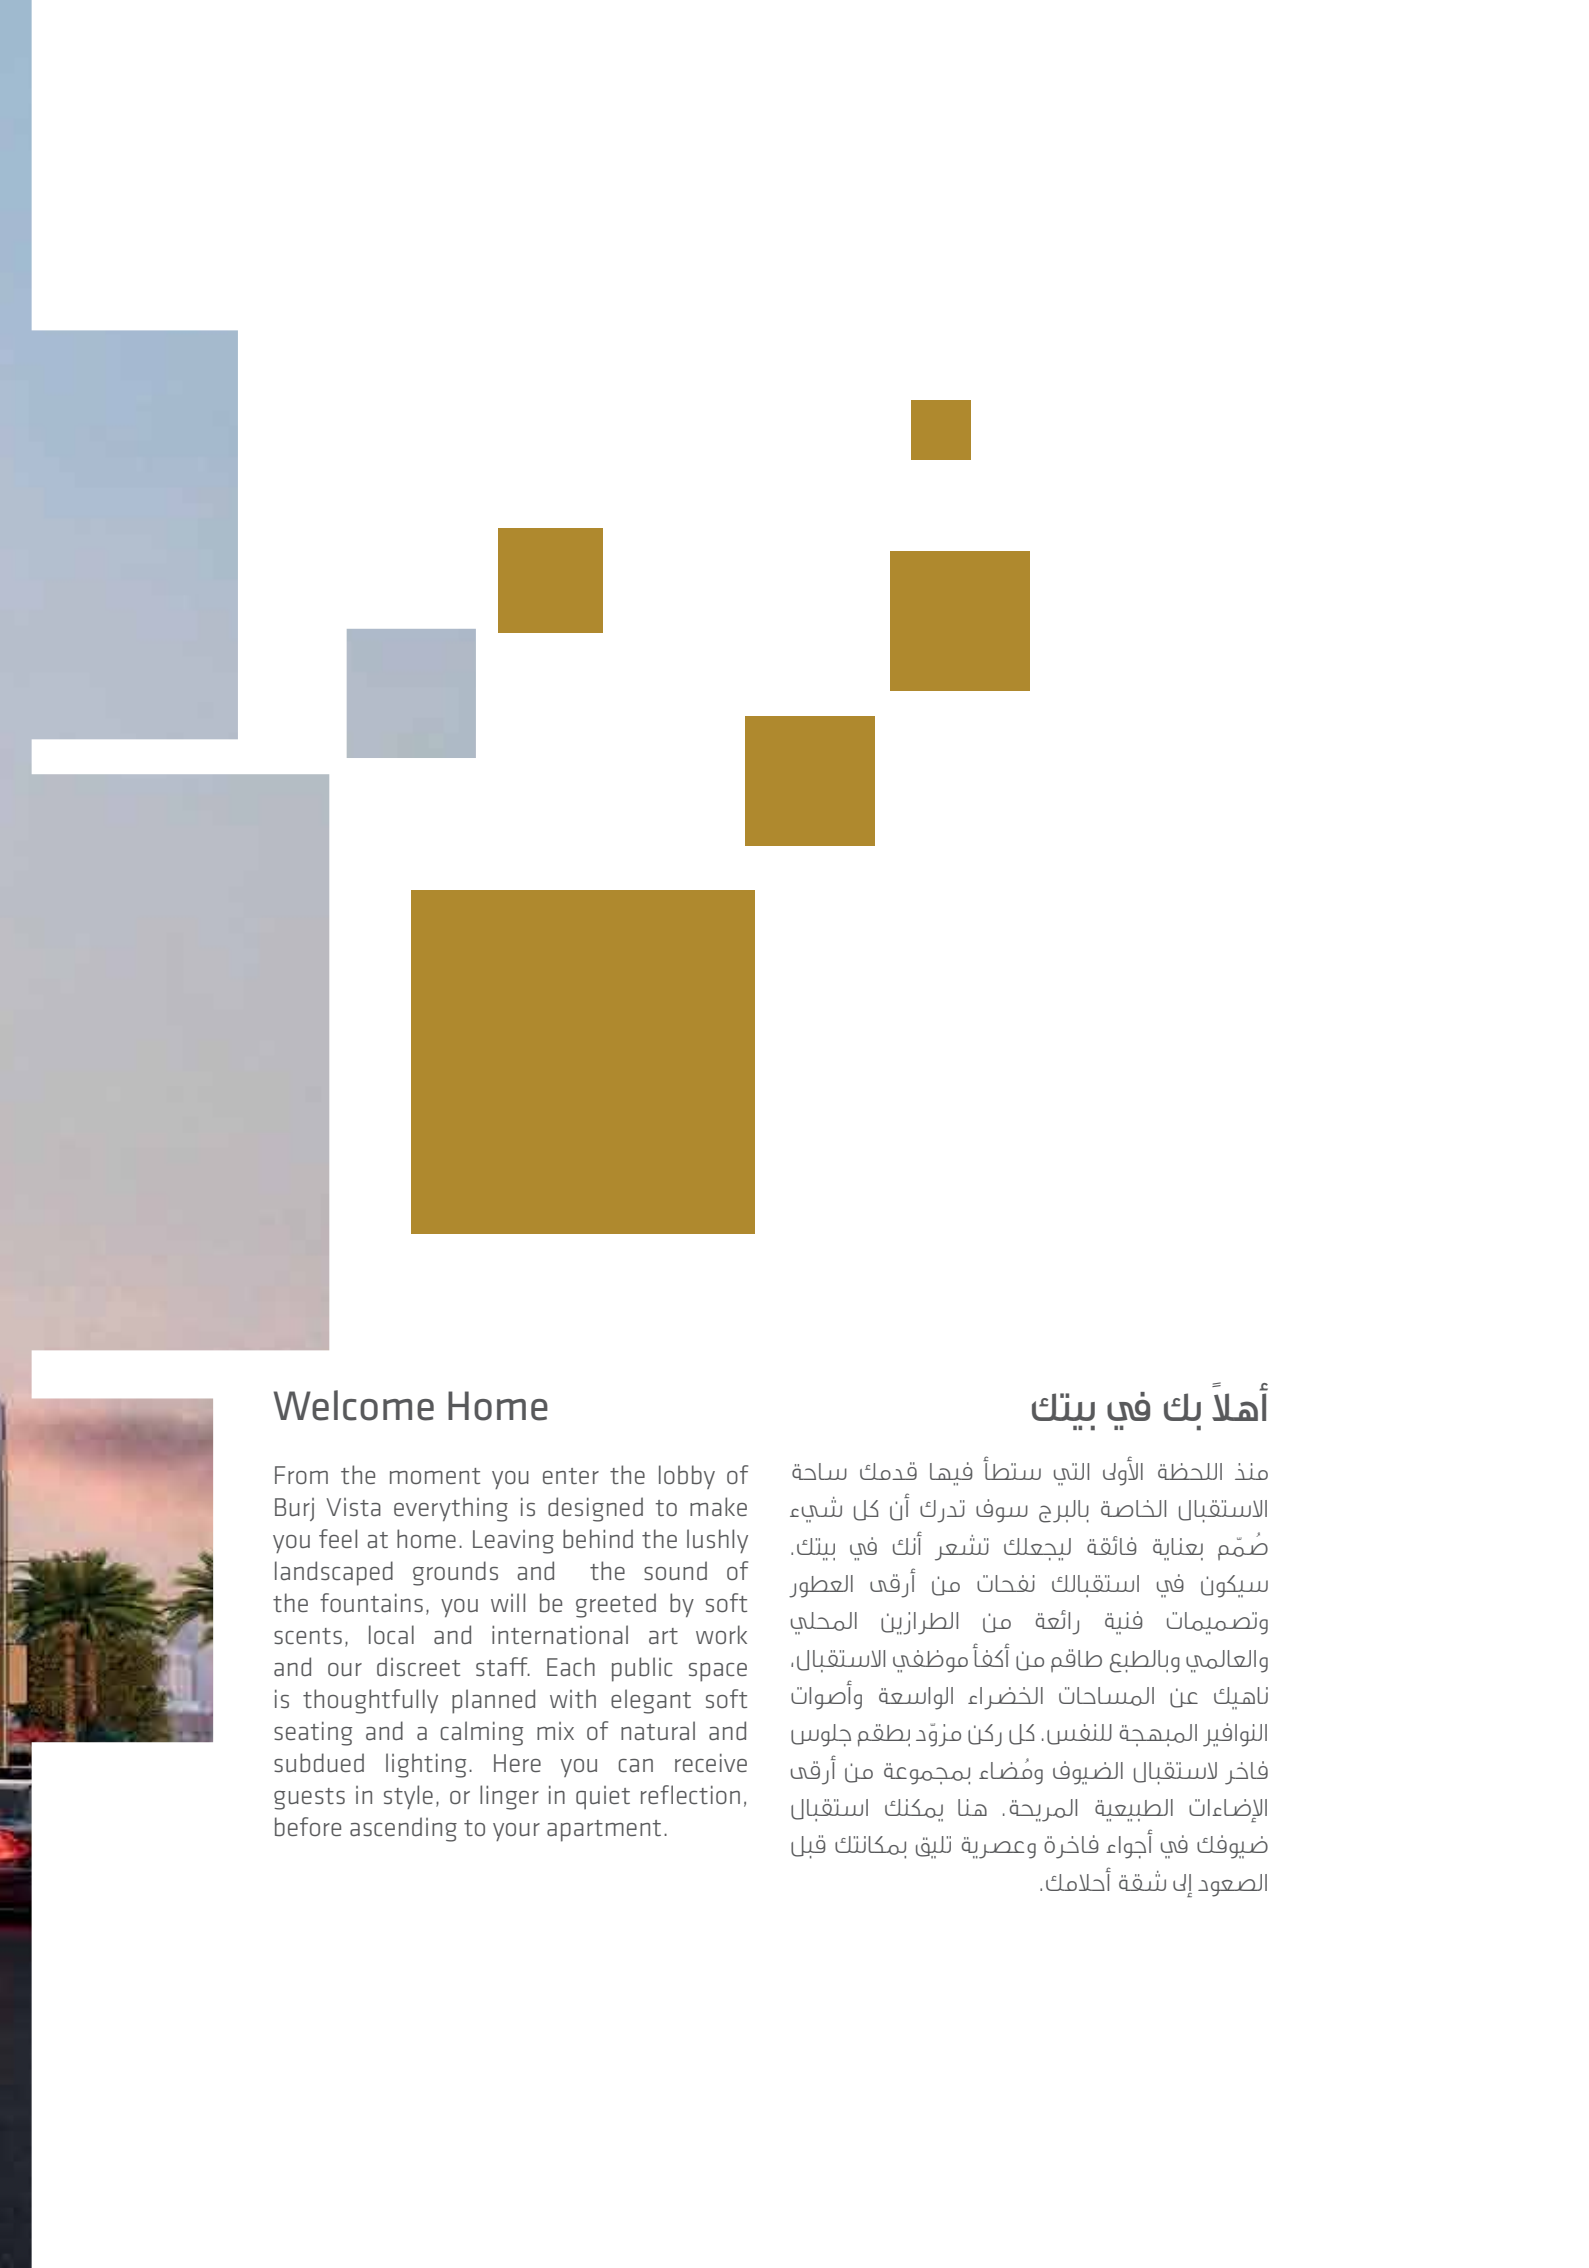 Welcome Home
From the moment you enter the lobby of
Burj Vista everything is designed to make
you feel at home. Leaving behind the lushly
landscaped grounds and the sound of
the fountains, you will be greeted by soft
scents, local and international art work
and our discreet staff. Each public space
is thoughtfully planned with elegant soft
seating and a calming mix of natural and
subdued lighting. Here you can receive
guests in style, or linger in quiet reflection,
before ascending to your apartment.
أهلاً بك في بيتك
منذ اللحظة الأولى التي ستطأ فيها قدمك ساحة
الاستقبال الخاصة بالبرج سوف تدرك أن كل شيء
صُمّم بعناية فائقة ليجعلك تشعر أنك في بيتك.
سيكون في استقبالك نفحات من أرقى العطور
وتصميمات فنية رائعة من الطرازين المحلي
والعالمي وبالطبع طاقم من أكفأ موظفي الاستقبال،
ناهيك عن المساحات الخضراء الواسعة وأصوات
النوافير المبهجة للنفس. كل ركن مزوّد بطقم جلوس
فاخر لاستقبال الضيوف ومُضاء بمجموعة من أرقى
الإضاءات الطبيعية المريحة. هنا يمكنك استقبال
ضيوفك في أجواء فاخرة وعصرية تليق بمكانتك قبل
الصعود إلى شقة أحلامك.